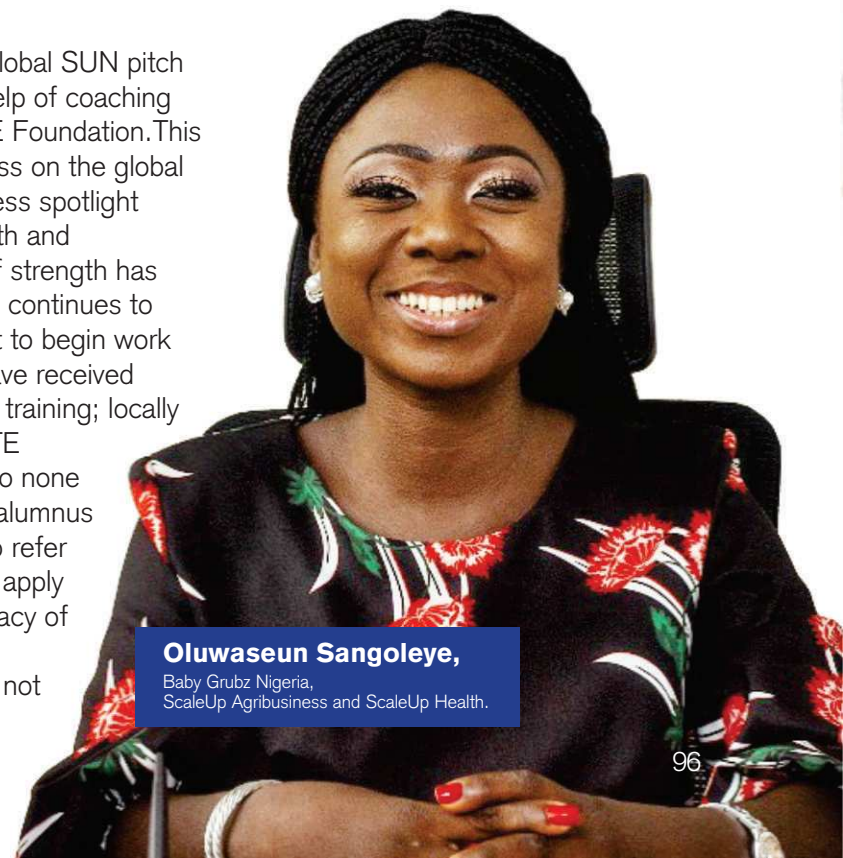 lobal SUN pitch
elp of coaching
E Foundation.This
ss on the global
ess spotlight
th and
f strength has
continues to
t to begin work
ave received
training; locally
TE
o none
alumnus
o refer
apply
acy of
not
Oluwaseun Sangoleye,
Baby Grubz Nigeria,
ScaleUp Agribusiness and ScaleUp Health.
96